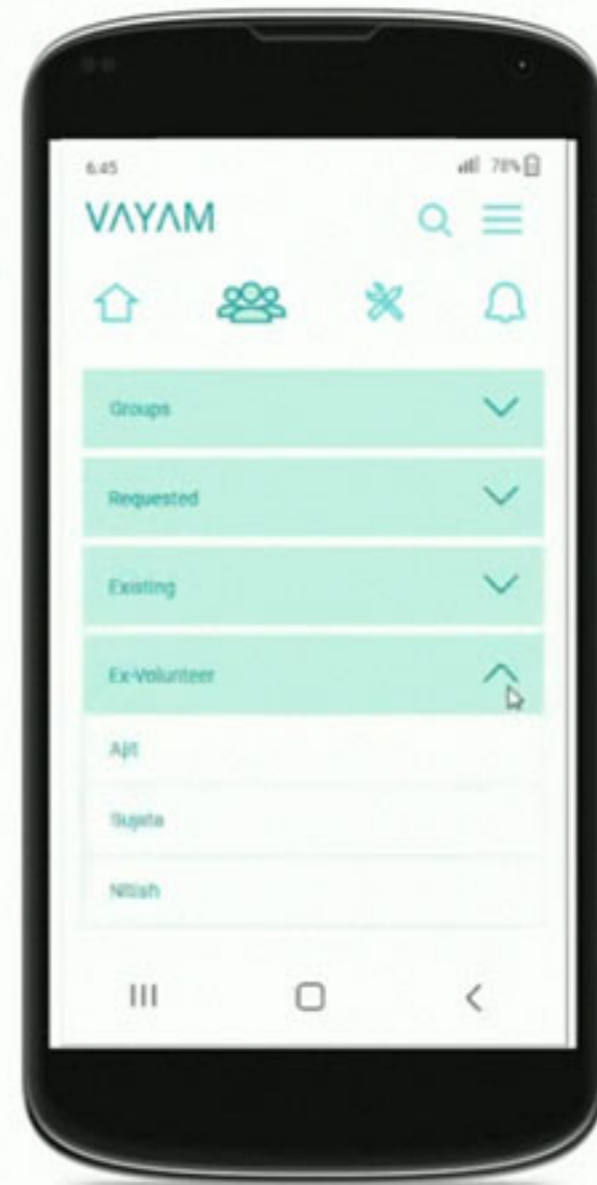 6:45
78%
VAYAM
Groups
Requested
Existing
Ex-Volunteer
Ajit
Sujata
Nitish